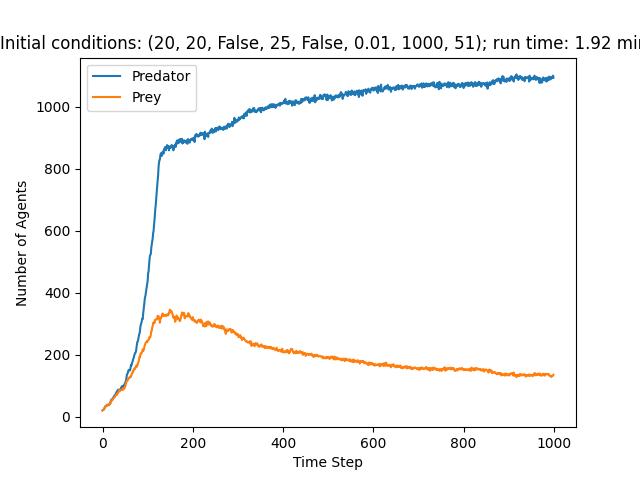 Initial conditions: (20, 20, False, 25, False, 0.01, 1000, 51); run time: 1.92
Predator
Prey
Number of Agents
1000
800
600
400
200
0
0
200
400
600
800
1000
Time Step